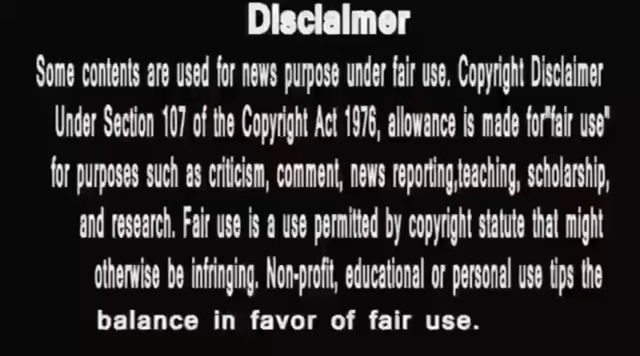 Disclaimer
Some contents are used for news purpose under fair use. Copyright Disclaimer
Under Section 107 of the Copyright Act 1976, allowance is made for"fair use"
for purposes such as criticism, comment, news reporting,teaching, scholarship,
and research. Fair use is a use permitted by copyright statute that might
otherwise be infringing. Non-profit, educational or personal use tips the
balance in favor of fair use.